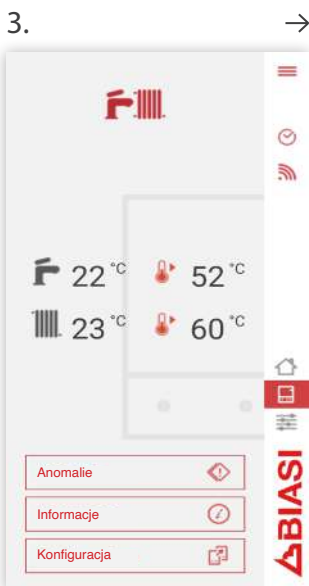 3.
22 °C 52 °C
23 °C 60 °C
Anomalie
Informacje
Konfiguracja
BIASI